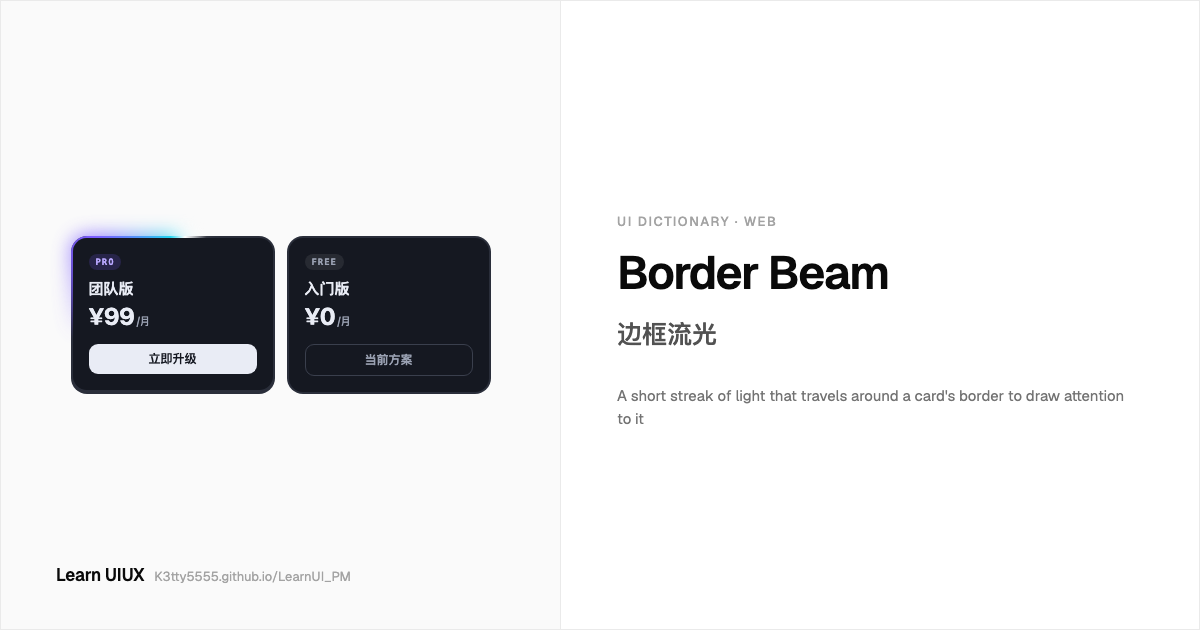 PRO
团队版
¥99/月
立即升级
FREE
入门版
¥0/月
当前方案
Learn UIUX K3tty5555.github.io/LearnUI_PM
UI DICTIONARY · WEB
Border Beam
边框流光
A short streak of light that travels around a card's border to draw attention
to it